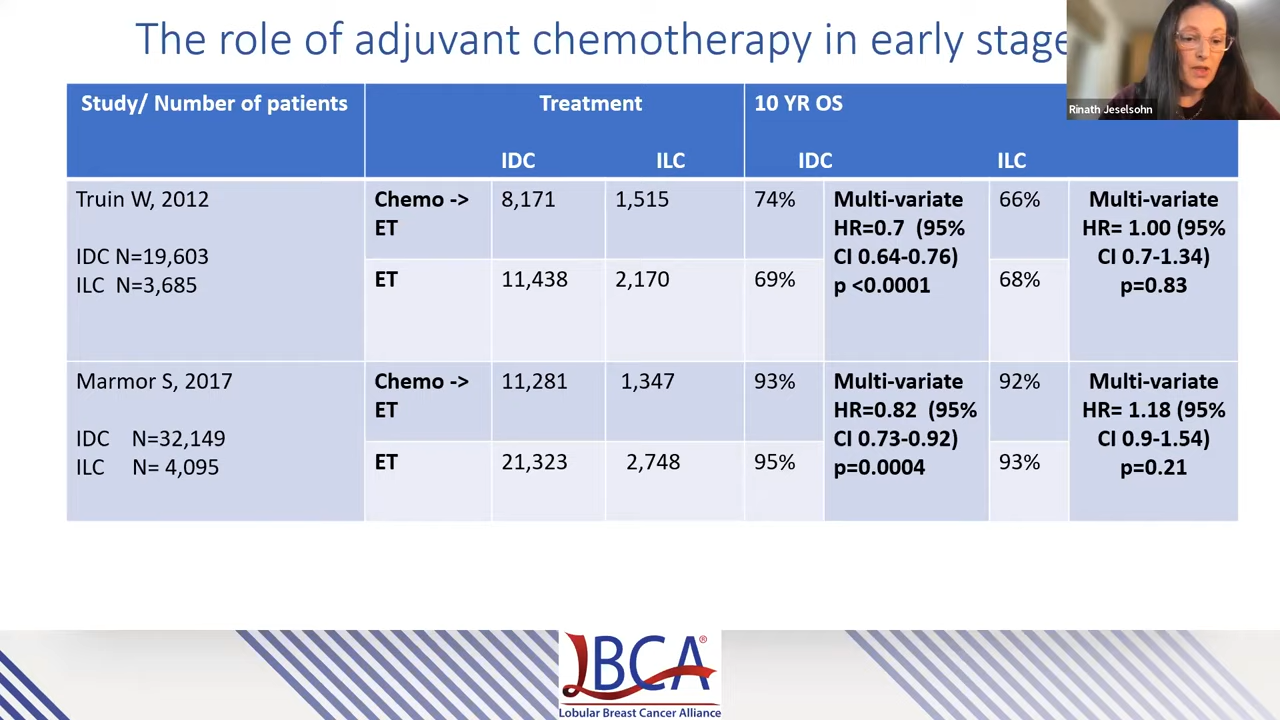 The role of adjuvant chemotherapy in early stage
Rinath Jeselsohn
Study/ Number of patients
Treatment
10 YR OS
IDC
ILC
IDC
ILC
Truin W, 2012
IDC N=19,603
ILC N=3,685
Chemo ->
ET
8,171
1,515
74%
Multi-variate
HR=0.7 (95%
CI 0.64-0.76)
p <0.0001
66%
Multi-variate
HR= 1.00 (95%
CI 0.7-1.34)
p=0.83
ET
11,438
2,170
69%
68%
Marmor S, 2017
IDC N=32,149
ILC N= 4,095
Chemo ->
ET
11,281
1,347
93%
Multi-variate
HR=0.82 (95%
CI 0.73-0.92)
p=0.0004
92%
Multi-variate
HR= 1.18 (95%
CI 0.9-1.54)
p=0.21
ET
21,323
2,748
95%
93%
LBCA®
Lobular Breast Cancer Alliance